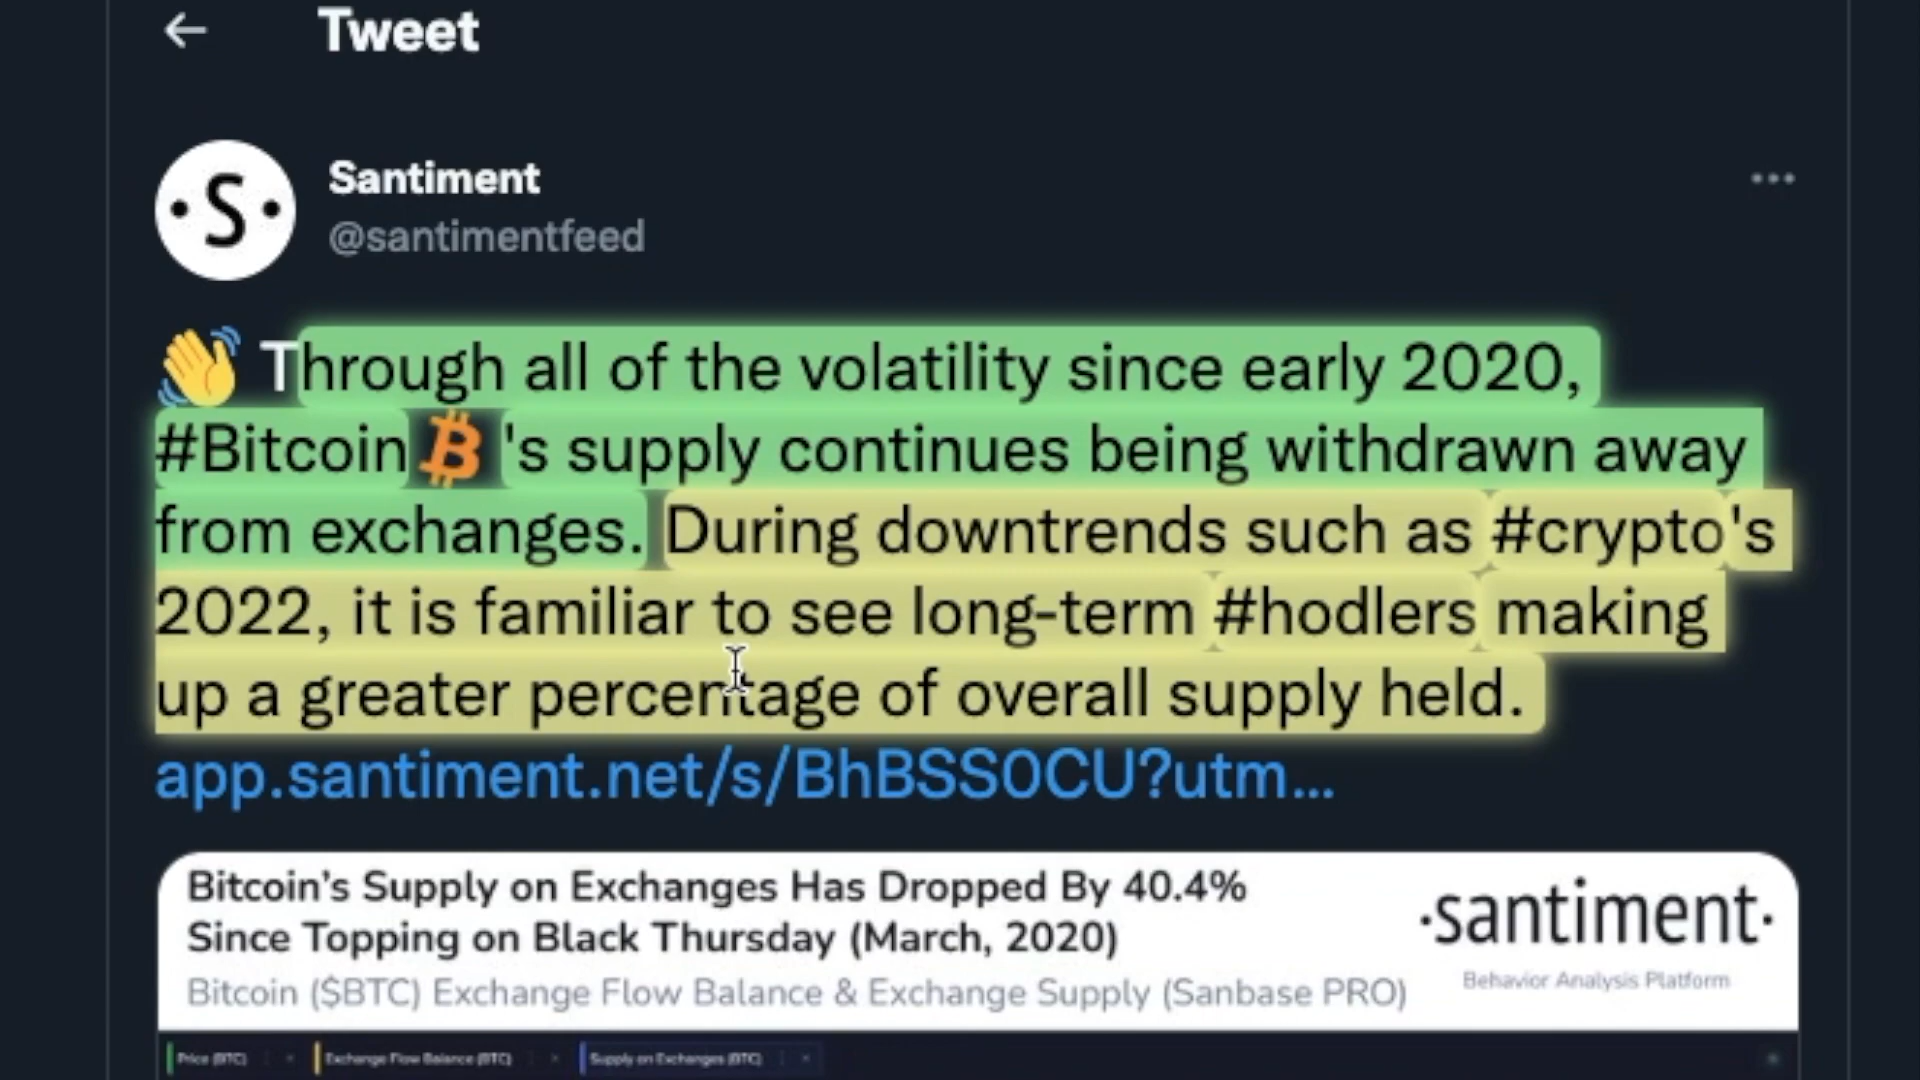 Tweet
·S·
Santiment
@santimentfeed
👋 Through all of the volatility since early 2020,
#Bitcoin 's supply continues being withdrawn away
from exchanges. During downtrends such as #crypto's
2022, it is familiar to see long-term #hodlers making
up a greater percentage of overall supply held.
app.santiment.net/s/BhBSS0CU?utm...
Bitcoin's Supply on Exchanges Has Dropped By 40.4%
Since Topping on Black Thursday (March, 2020)
Bitcoin ($BTC) Exchange Flow Balance & Exchange Supply (Sanbase PRO)
·santiment·
Behavior Analysis Platform
Price (BTC)
Exchange Flow Balance (BTC)
Supply on Exchanges (BTC)